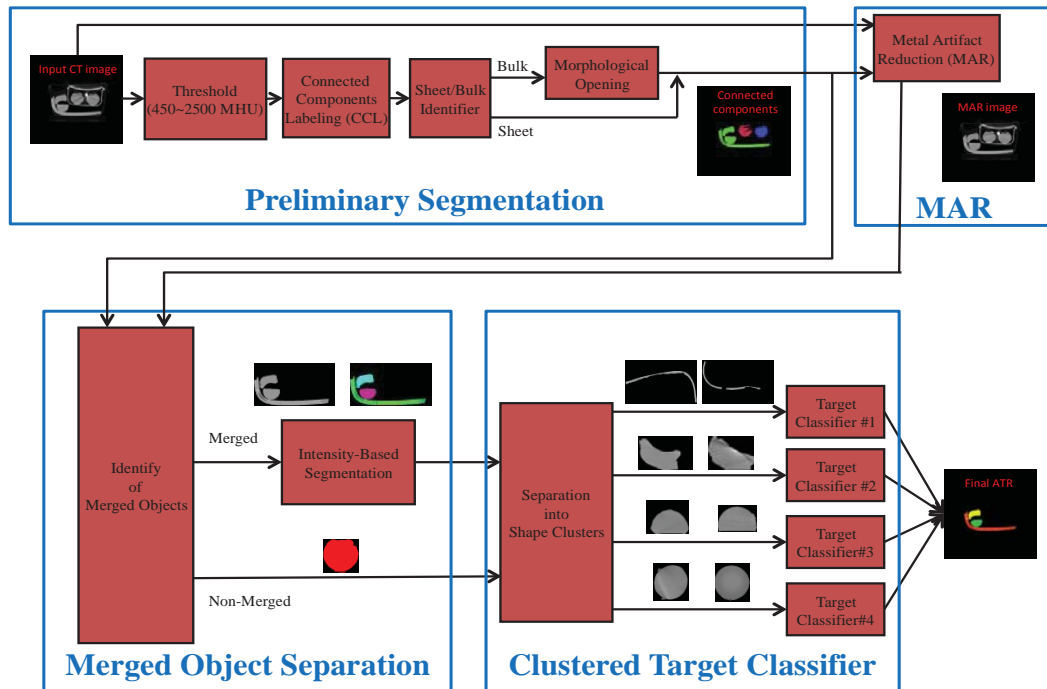 Input CT image
Threshold
(450~2500 MHU)
Connected
Components
Labeling (CCL)
Sheet/Bulk
Identifier
Bulk
Sheet
Morphological
Opening
Connected
components
Preliminary Segmentation
Metal Artifact
Reduction (MAR)
MAR image
MAR
Identify
of
Merged Objects
Merged
Non-Merged
Intensity-Based
Segmentation
Merged Object Separation
Separation
into
Shape Clusters
Target
Classifier #1
Target
Classifier #2
Target
Classifier#3
Target
Classifier#4
Final ATR
Clustered Target Classifier